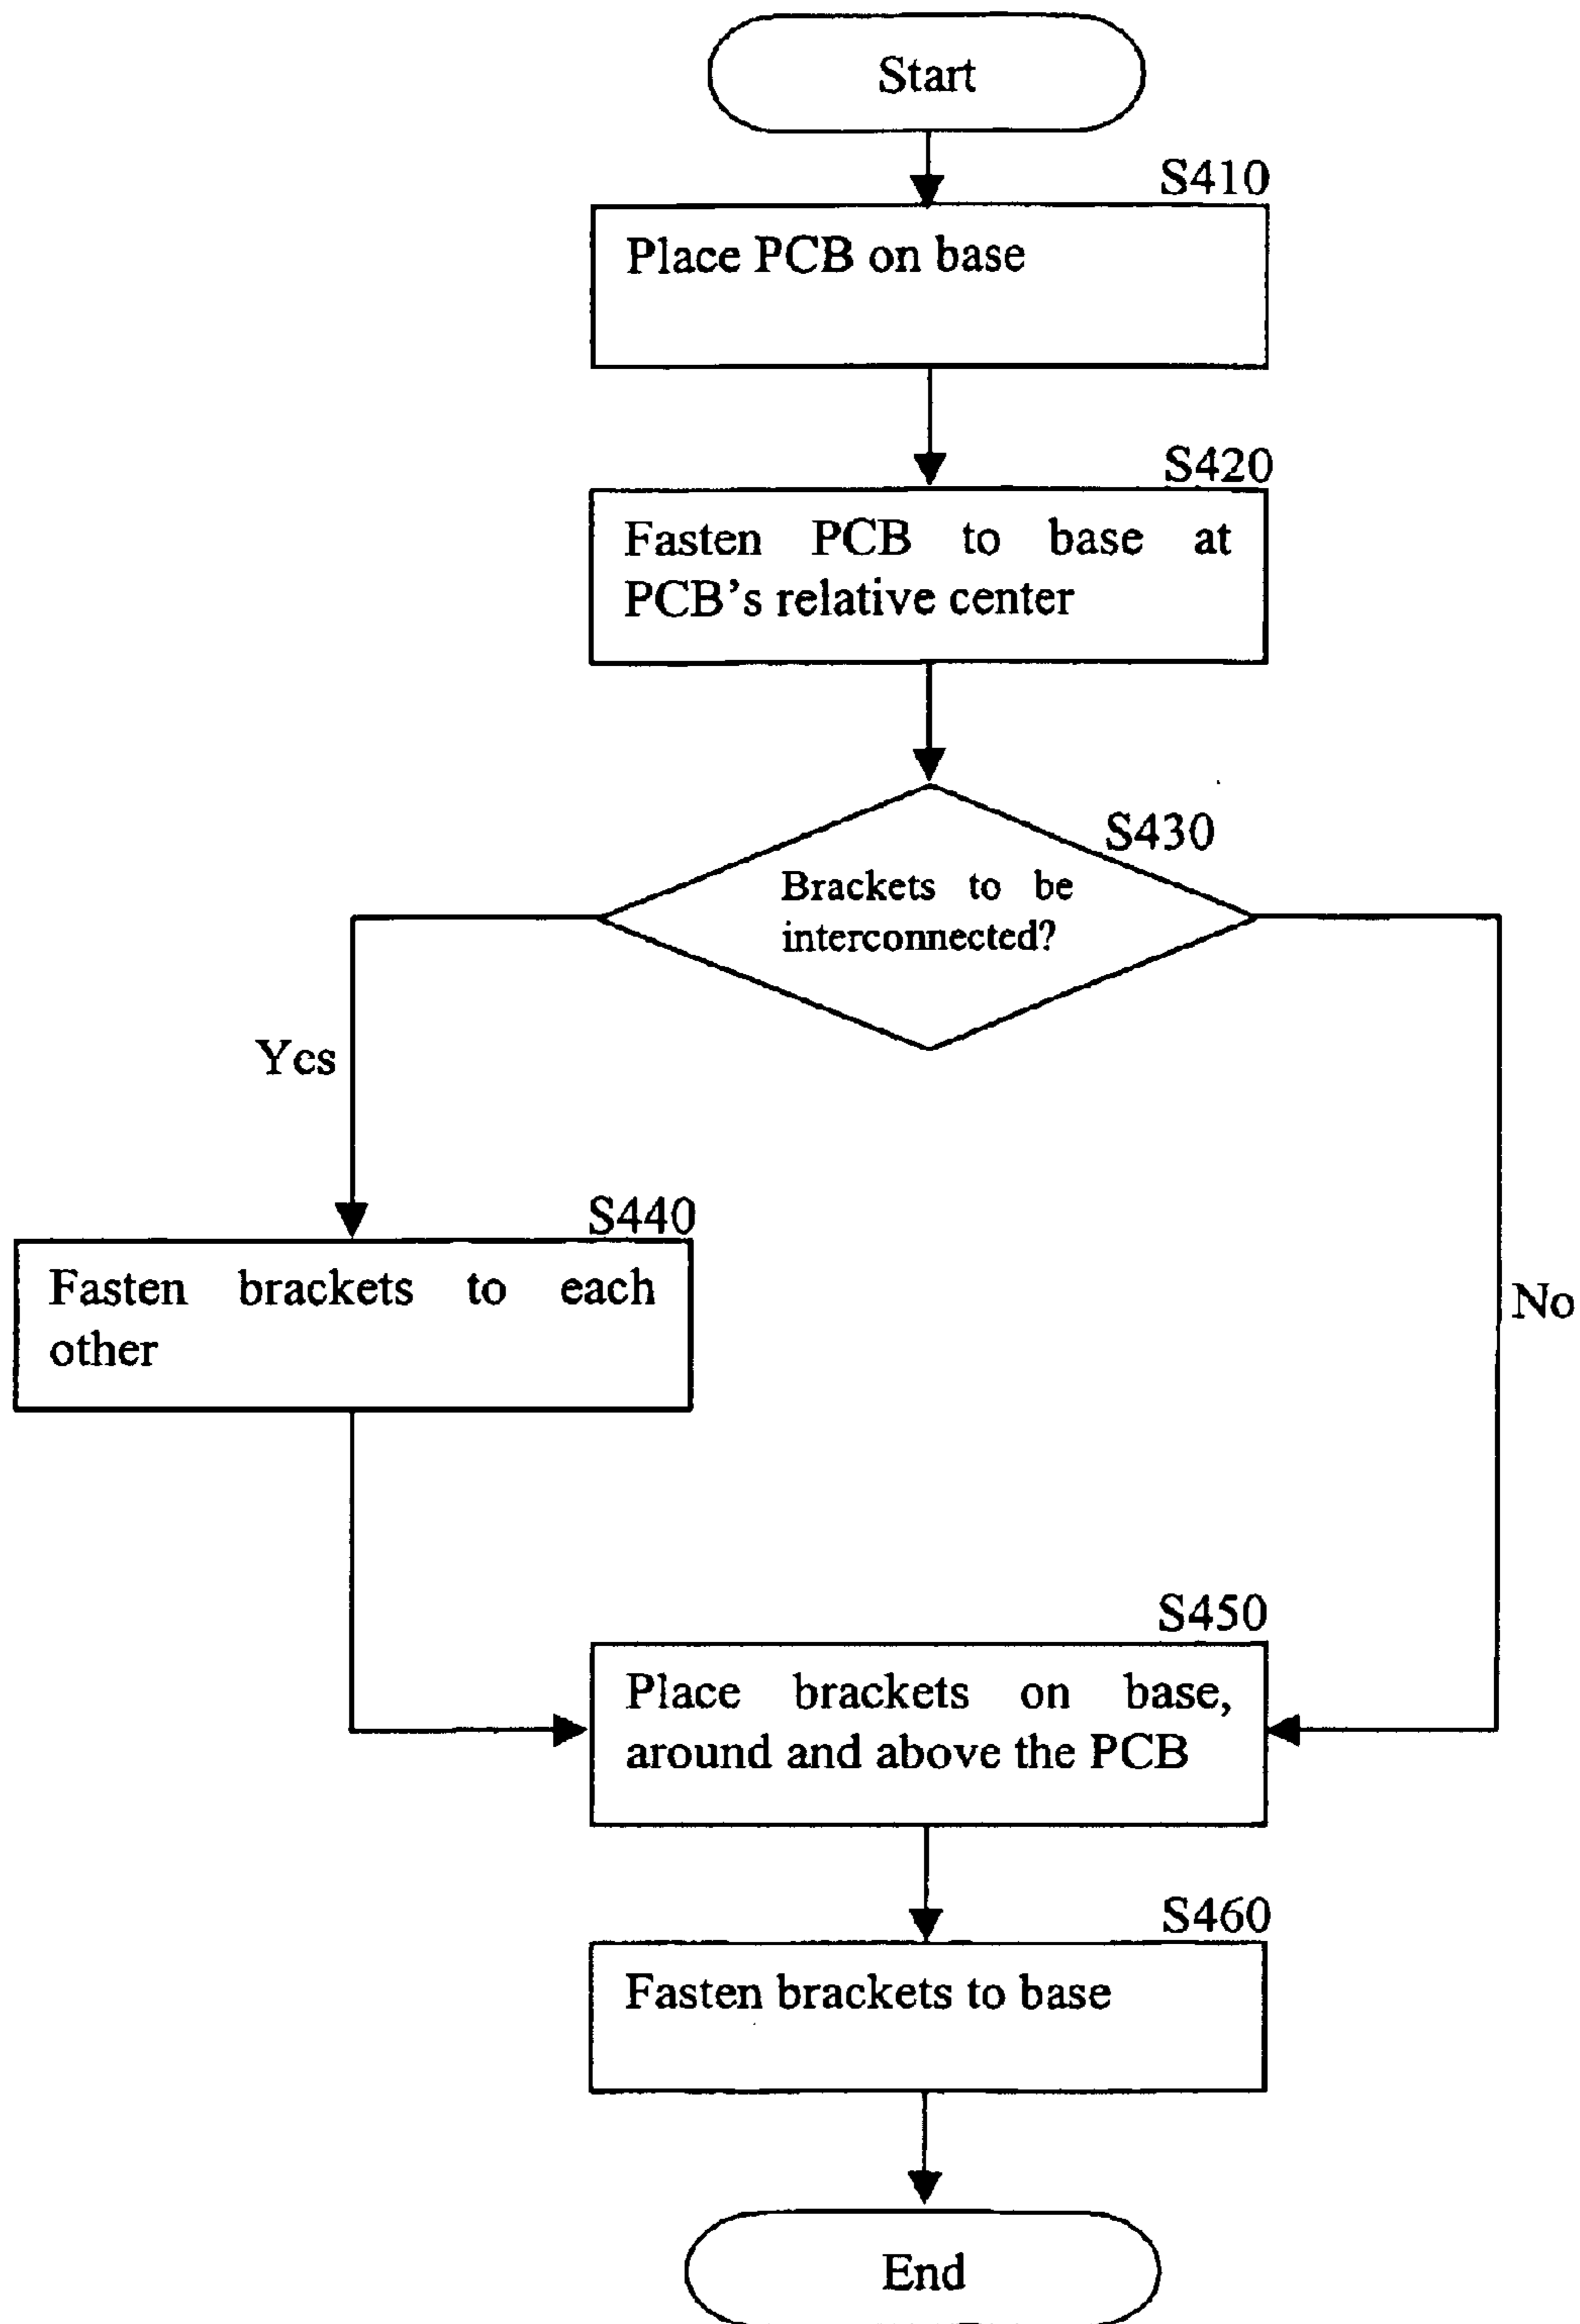 Start
S410
Place PCB on base
S420
Fasten PCB to base at
PCB's relative center
S430
Brackets to be
interconnected?
Yes
S440
Fasten brackets to each
other
No
S450
Place brackets on base,
around and above the PCB
S460
Fasten brackets to base
End